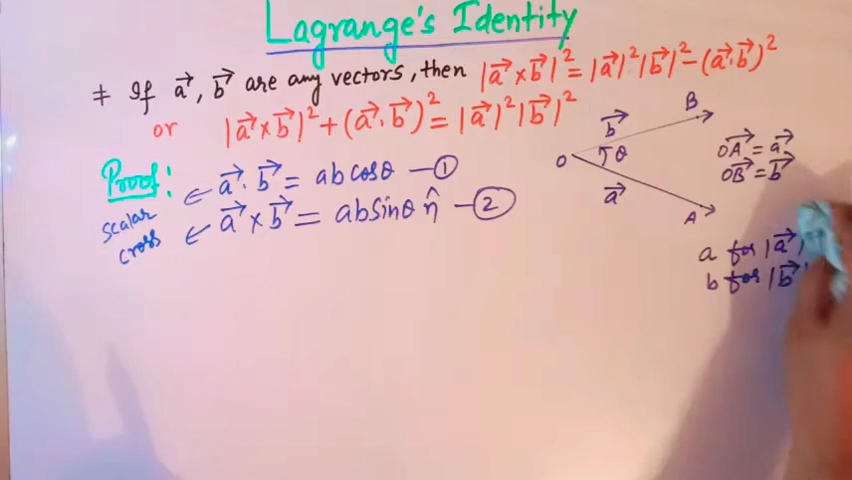 Lagrange's Identity
⧧ If a⃗, b⃗ are any vectors, then |a⃗ × b⃗|² = |a⃗|²|b⃗|² − (a⃗·b⃗)²
or |a⃗ × b⃗|² + (a⃗·b⃗)² = |a⃗|²|b⃗|²
Proof:
scalar ← a⃗·b⃗ = ab cosθ — ①
cross ← a⃗ × b⃗ = ab sinθ n̂ — ②
B
b⃗
O θ
a⃗
A
OA⃗ = a⃗
OB⃗ = b⃗
a for |a⃗|
b for |b⃗|